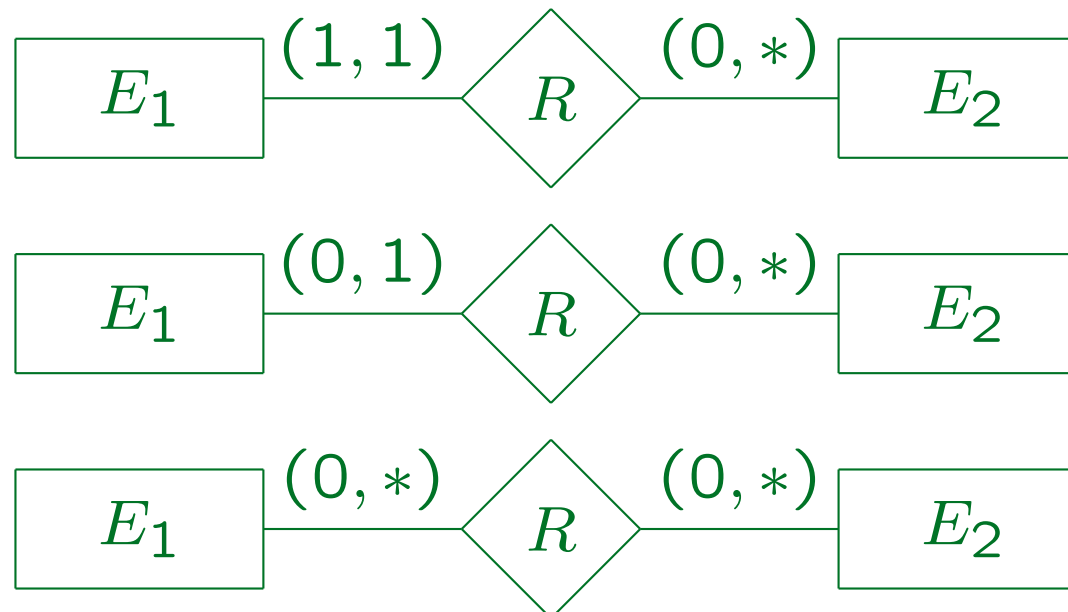 (1, 1) (0, *)
E₁ R E₂
(0, 1) (0, *)
E₁ R E₂
(0, *) (0, *)
E₁ R E₂